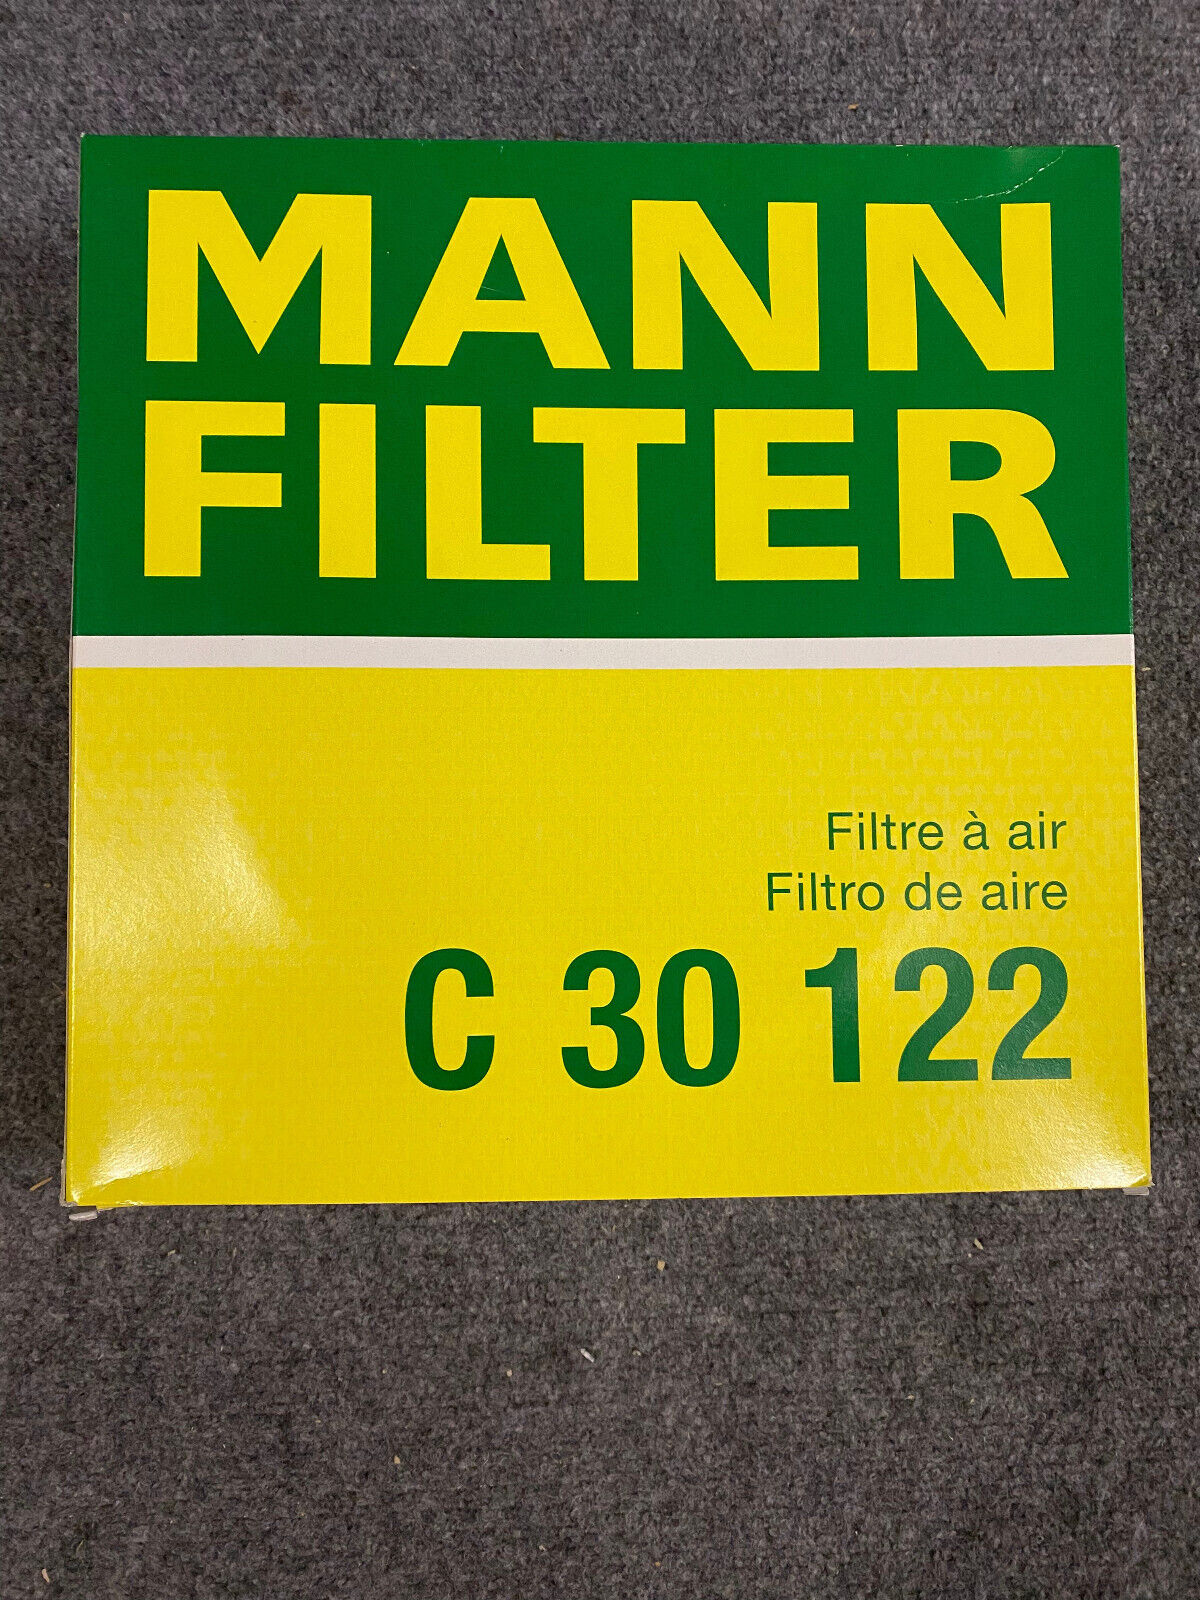 MANN
FILTER
Filtre à air
Filtro de aire
C 30 122